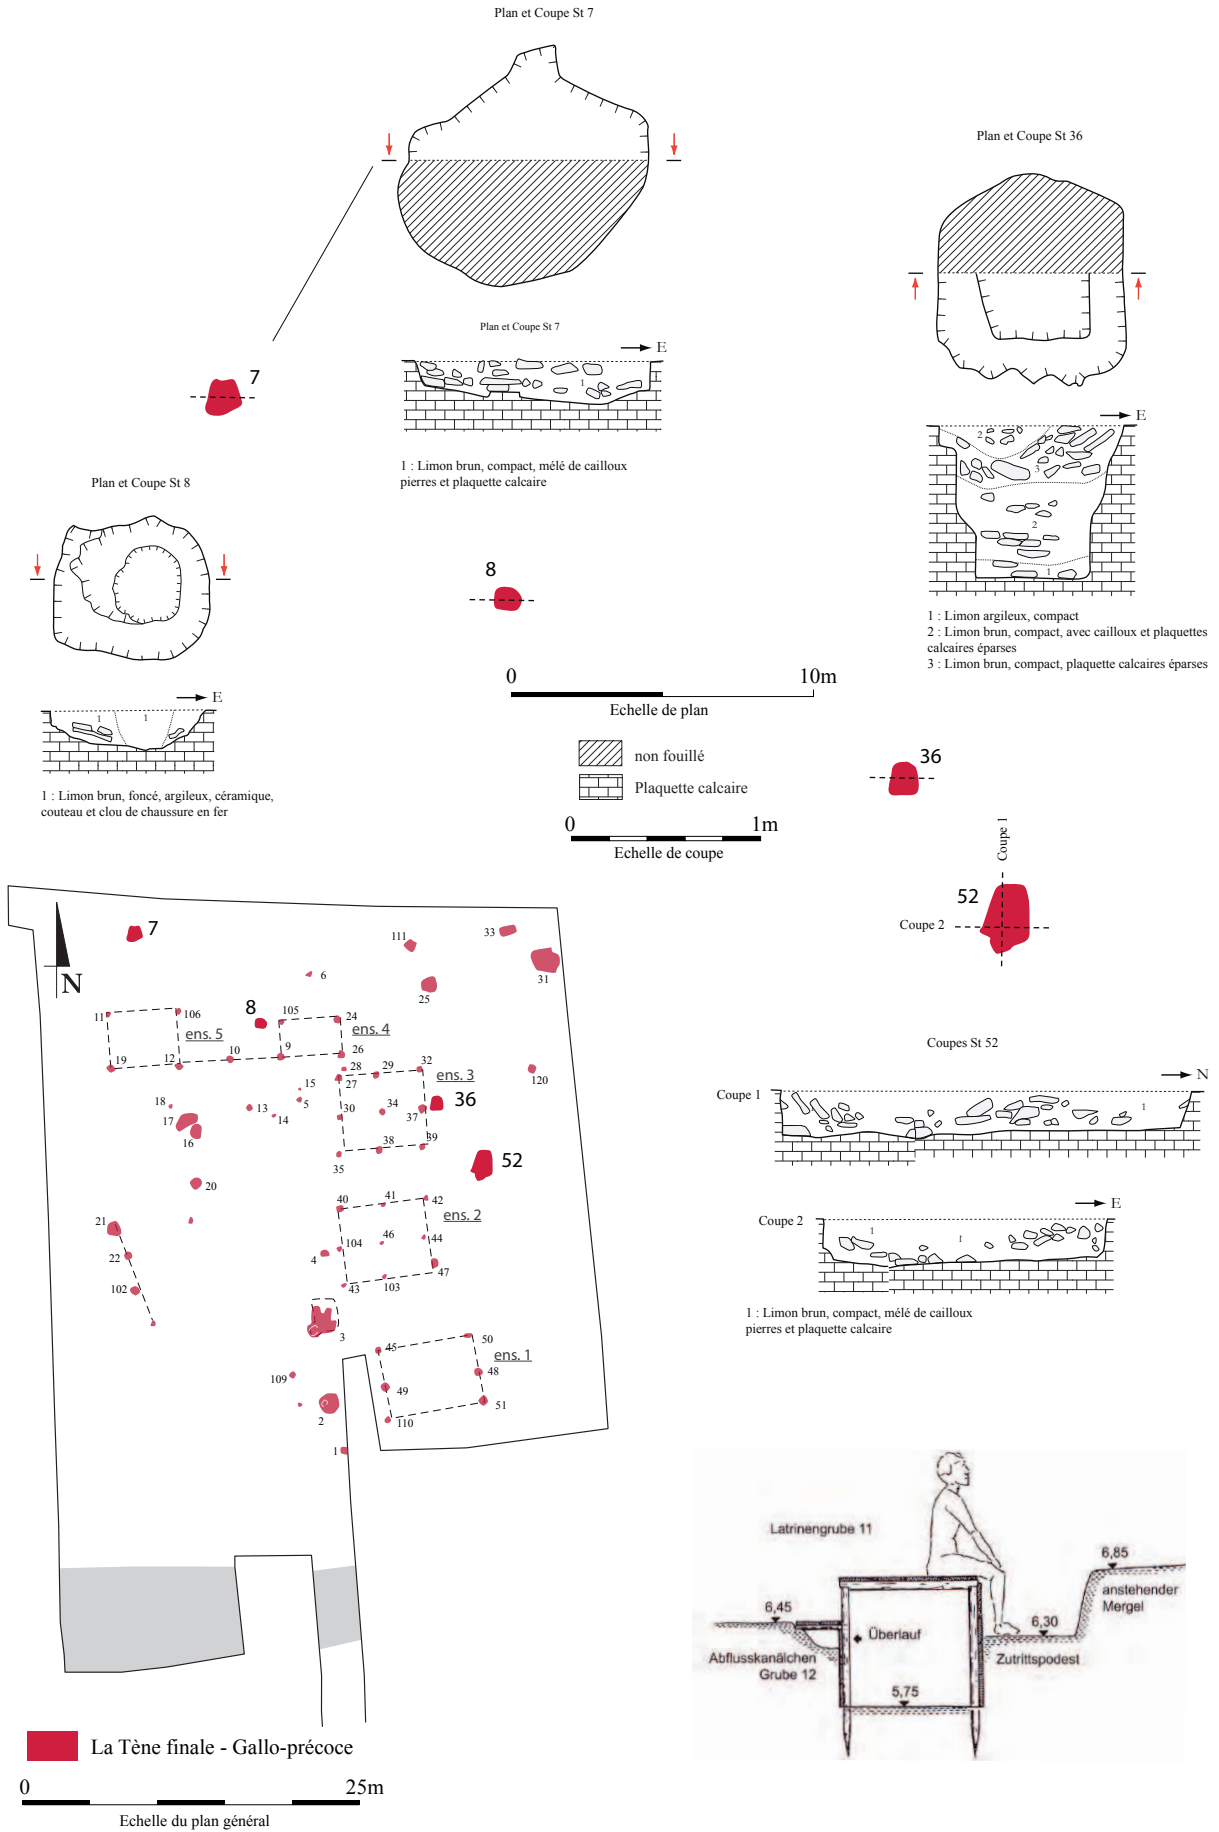 Plan et Coupe St 7
Plan et Coupe St 36
Plan et Coupe St 7
E
1
7
1 : Limon brun, compact, mélé de cailloux
pierres et plaquette calcaire
E
2
3
2
1
Plan et Coupe St 8
8
1 : Limon argileux, compact
2 : Limon brun, compact, avec cailloux et plaquettes
calcaires éparses
3 : Limon brun, compact, plaquette calcaires éparses
E
1 1
0 10m
Echelle de plan
non fouillé
Plaquette calcaire
36
1 : Limon brun, foncé, argileux, céramique,
couteau et clou de chaussure en fer
0 1m
Echelle de coupe
Coupe 1
52
Coupe 2
7
N
111
33
31
6
25
8
11
106
105
24
ens. 5
ens. 4
10
9
26
19
12
28
29
32
27
ens. 3
120
15
5
18
13
14
17
16
30
34
37
36
38
39
35
52
20
40
41
42
ens. 2
21
22
4
104
46
44
47
102
43
103
3
45
50
ens. 1
109
49
48
2
51
110
1
Coupes St 52
N
Coupe 1
1
E
Coupe 2
1 1
1 : Limon brun, compact, mélé de cailloux
pierres et plaquette calcaire
Latrinengrube 11
6,85
anstehender
Mergel
6,45
6,30
Überlauf
Abflusskanälchen
Grube 12
Zutrittspodest
5,75
La Tène finale - Gallo-précoce
0 25m
Echelle du plan général